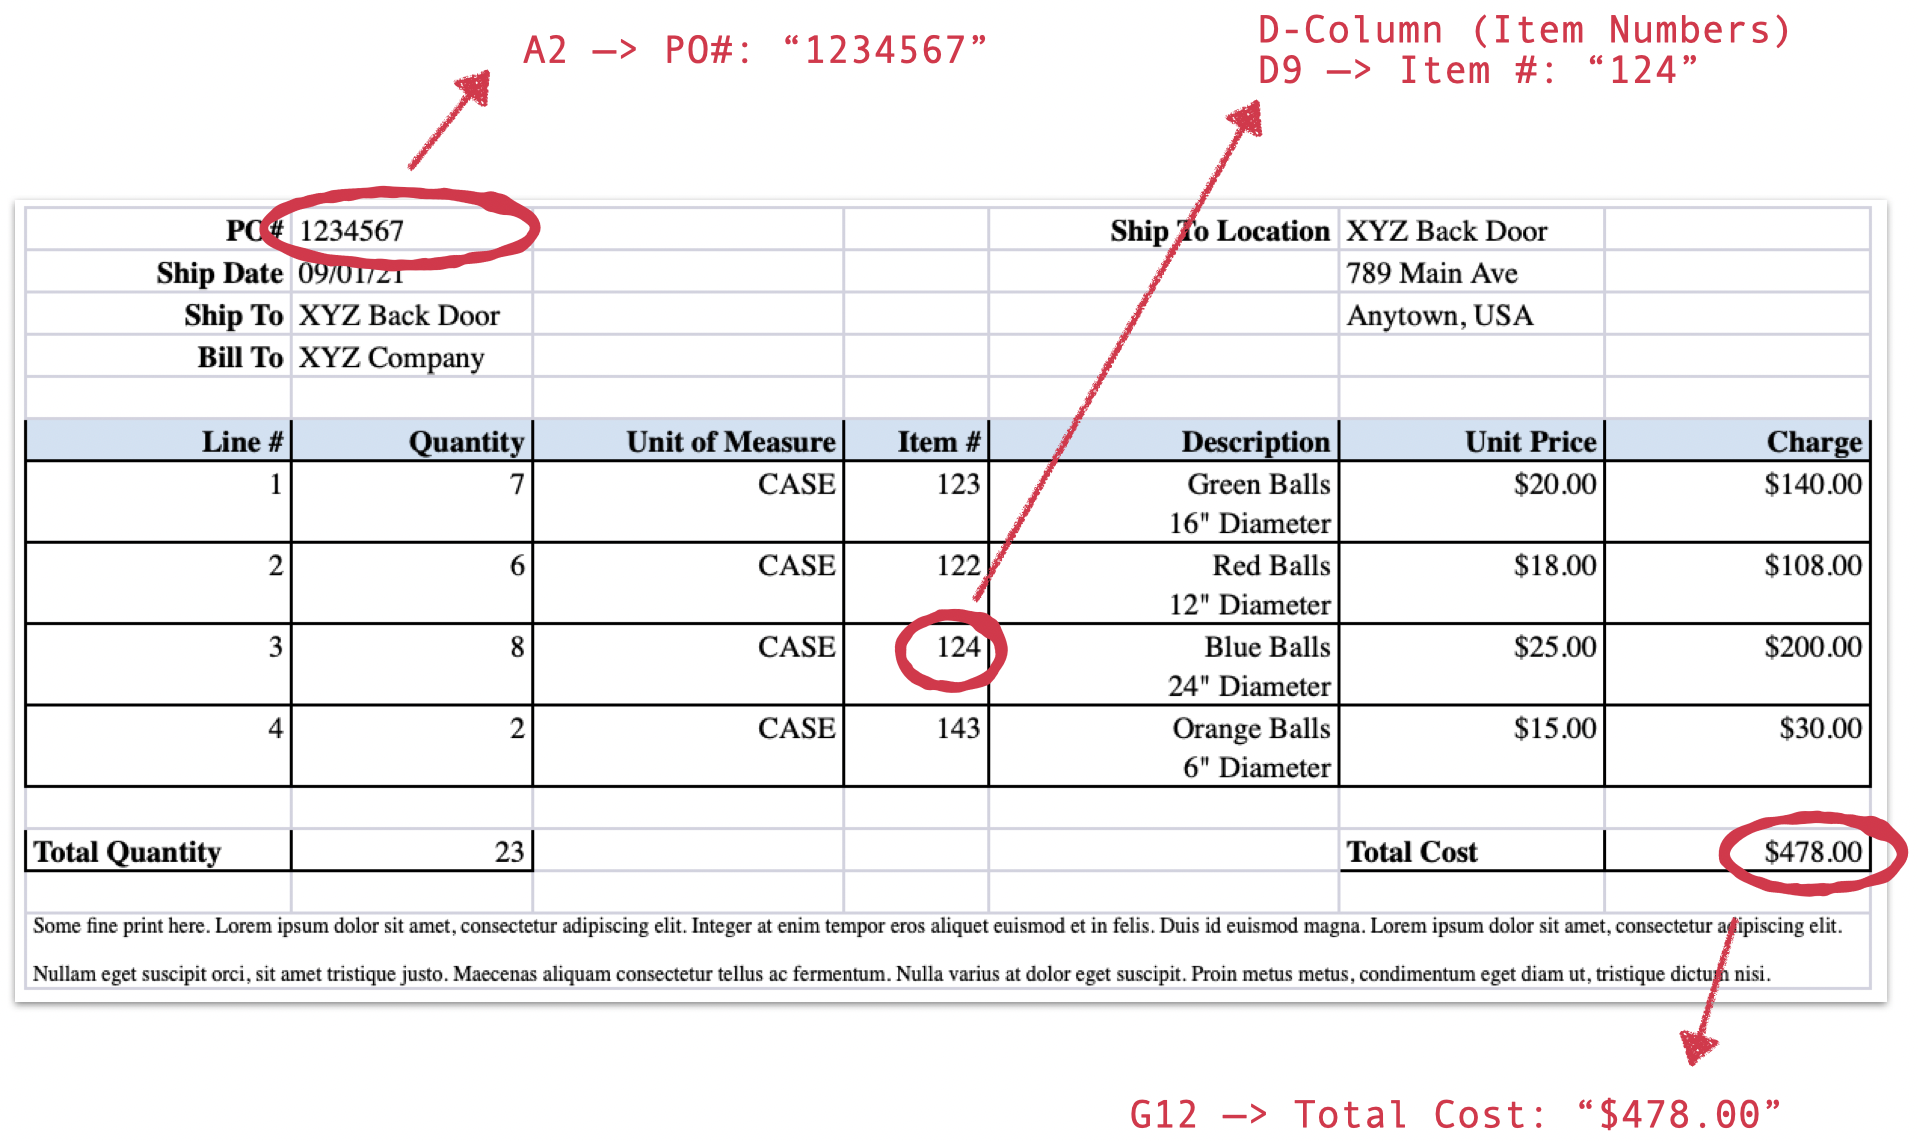 A2 —> PO#: “1234567”
D-Column (Item Numbers)
D9 —> Item #: “124”
PO# 1234567 Ship To Location XYZ Back Door
Ship Date 09/01/21 789 Main Ave
Ship To XYZ Back Door Anytown, USA
Bill To XYZ Company
Line # Quantity Unit of Measure Item # Description Unit Price Charge
1 7 CASE 123 Green Balls $20.00 $140.00
16" Diameter
2 6 CASE 122 Red Balls $18.00 $108.00
12" Diameter
3 8 CASE 124 Blue Balls $25.00 $200.00
24" Diameter
4 2 CASE 143 Orange Balls $15.00 $30.00
6" Diameter
Total Quantity 23 Total Cost $478.00
Some fine print here. Lorem ipsum dolor sit amet, consectetur adipiscing elit. Integer at enim tempor eros aliquet euismod et in felis. Duis id euismod magna. Lorem ipsum dolor sit amet, consectetur adipiscing elit.
Nullam eget suscipit orci, sit amet tristique justo. Maecenas aliquam consectetur tellus ac fermentum. Nulla varius at dolor eget suscipit. Proin metus metus, condimentum eget diam ut, tristique dictum nisi.
G12 —> Total Cost: “$478.00”